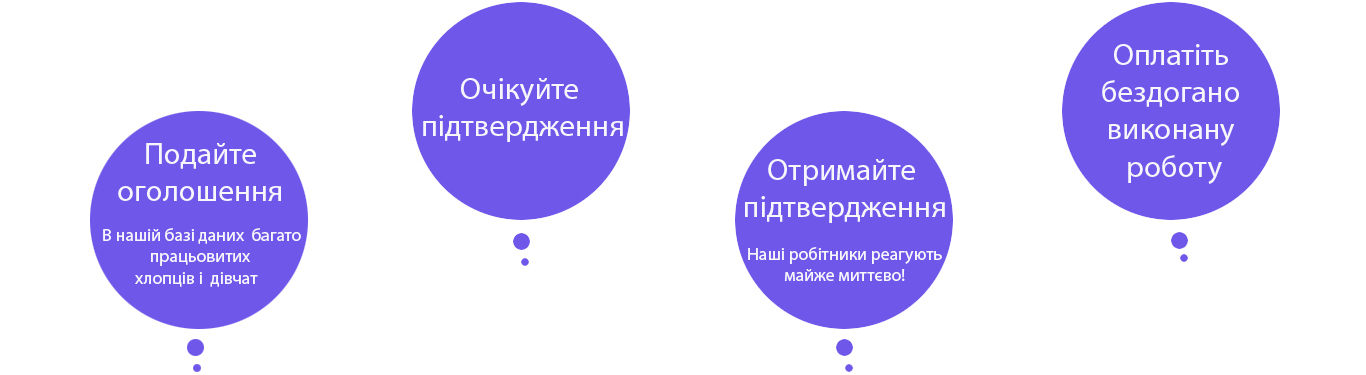 Подайте
оголошення
В нашій базі даних багато
працьовитих
хлопців і дівчат
Очікуйте
підтвердження
Отримайте
підтвердження
Наші робітники реагують
майже миттєво!
Оплатіть
бездогано
виконану
роботу